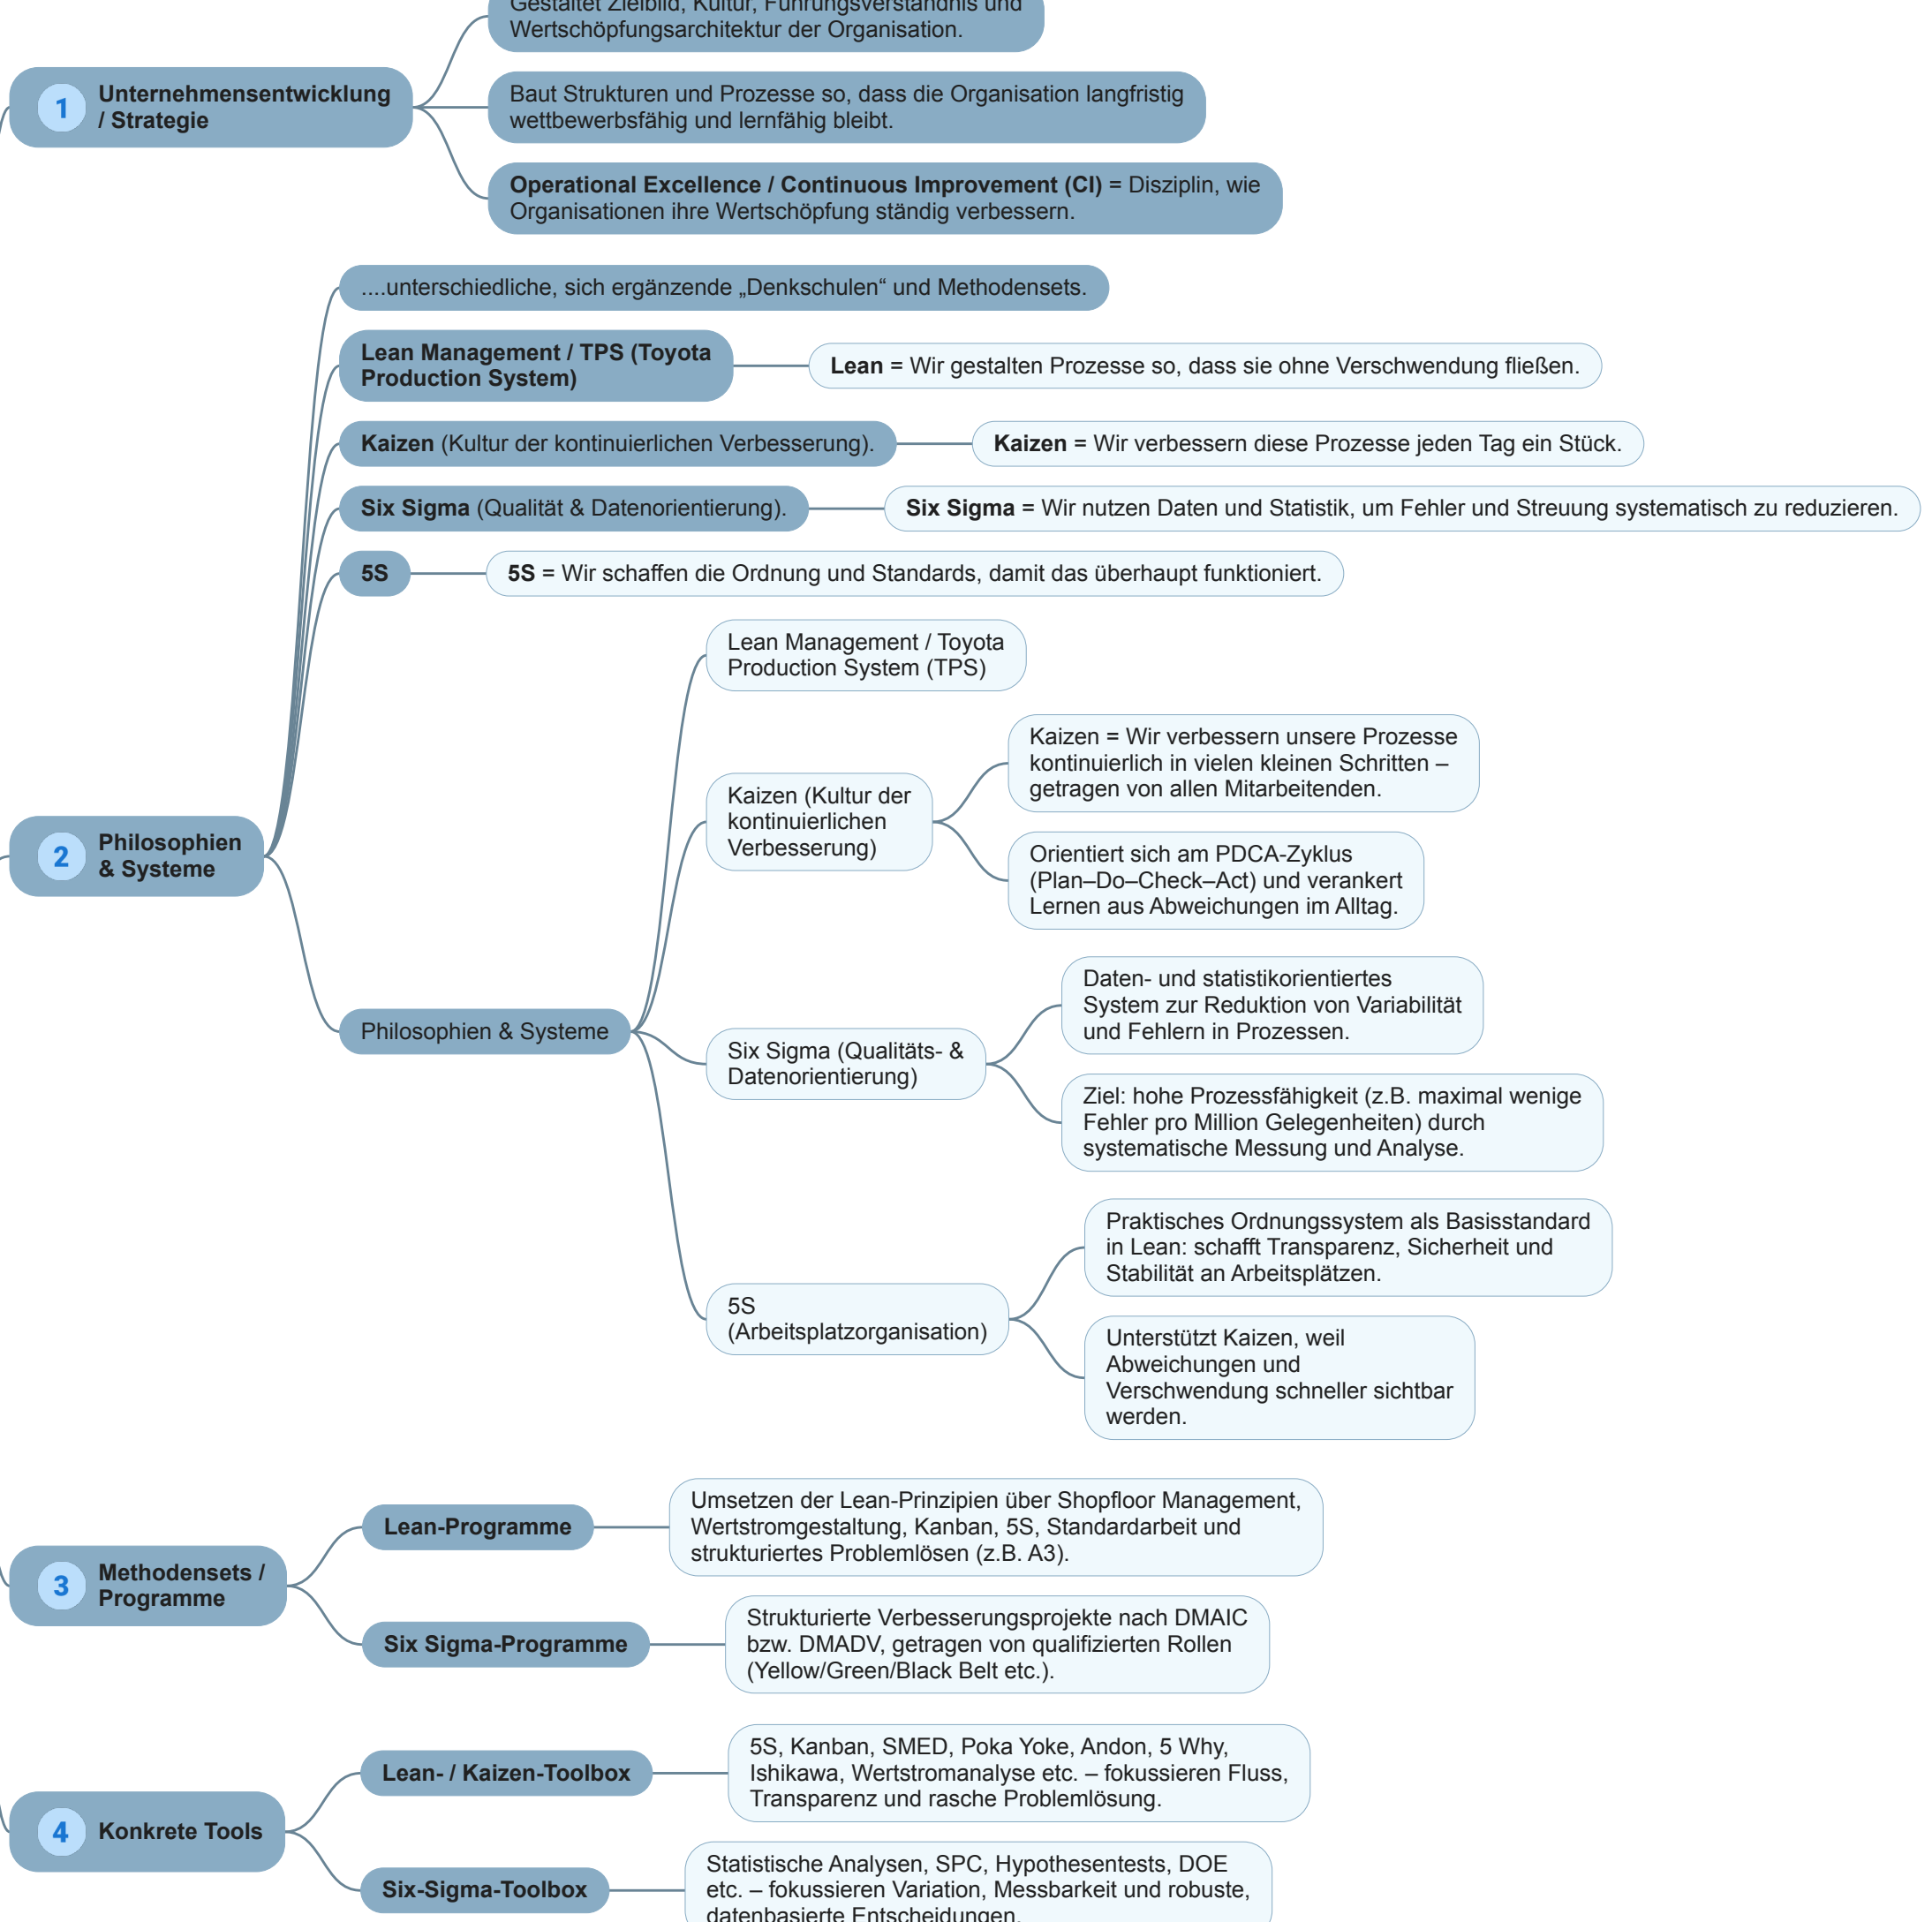 Gestaltet Zielbild, Kultur, Führungsverständnis und
Wertschöpfungsarchitektur der Organisation.
1
Unternehmensentwicklung
/ Strategie
Baut Strukturen und Prozesse so, dass die Organisation langfristig
wettbewerbsfähig und lernfähig bleibt.
Operational Excellence / Continuous Improvement (CI) = Disziplin, wie
Organisationen ihre Wertschöpfung ständig verbessern.
....unterschiedliche, sich ergänzende „Denkschulen“ und Methodensets.
Lean Management / TPS (Toyota
Production System)
Lean = Wir gestalten Prozesse so, dass sie ohne Verschwendung fließen.
Kaizen (Kultur der kontinuierlichen Verbesserung).
Kaizen = Wir verbessern diese Prozesse jeden Tag ein Stück.
Six Sigma (Qualität & Datenorientierung).
Six Sigma = Wir nutzen Daten und Statistik, um Fehler und Streuung systematisch zu reduzieren.
5S
5S = Wir schaffen die Ordnung und Standards, damit das überhaupt funktioniert.
2
Philosophien
& Systeme
Philosophien & Systeme
Lean Management / Toyota
Production System (TPS)
Kaizen (Kultur der
kontinuierlichen
Verbesserung)
Kaizen = Wir verbessern unsere Prozesse
kontinuierlich in vielen kleinen Schritten –
getragen von allen Mitarbeitenden.
Orientiert sich am PDCA-Zyklus
(Plan–Do–Check–Act) und verankert
Lernen aus Abweichungen im Alltag.
Six Sigma (Qualitäts- &
Datenorientierung)
Daten- und statistikorientiertes
System zur Reduktion von Variabilität
und Fehlern in Prozessen.
Ziel: hohe Prozessfähigkeit (z.B. maximal wenige
Fehler pro Million Gelegenheiten) durch
systematische Messung und Analyse.
5S
(Arbeitsplatzorganisation)
Praktisches Ordnungssystem als Basisstandard
in Lean: schafft Transparenz, Sicherheit und
Stabilität an Arbeitsplätzen.
Unterstützt Kaizen, weil
Abweichungen und
Verschwendung schneller sichtbar
werden.
3
Methodensets /
Programme
Lean-Programme
Umsetzen der Lean-Prinzipien über Shopfloor Management,
Wertstromgestaltung, Kanban, 5S, Standardarbeit und
strukturiertes Problemlösen (z.B. A3).
Six Sigma-Programme
Strukturierte Verbesserungsprojekte nach DMAIC
bzw. DMADV, getragen von qualifizierten Rollen
(Yellow/Green/Black Belt etc.).
4
Konkrete Tools
Lean- / Kaizen-Toolbox
5S, Kanban, SMED, Poka Yoke, Andon, 5 Why,
Ishikawa, Wertstromanalyse etc. – fokussieren Fluss,
Transparenz und rasche Problemlösung.
Six-Sigma-Toolbox
Statistische Analysen, SPC, Hypothesentests, DOE
etc. – fokussieren Variation, Messbarkeit und robuste,
datenbasierte Entscheidungen.